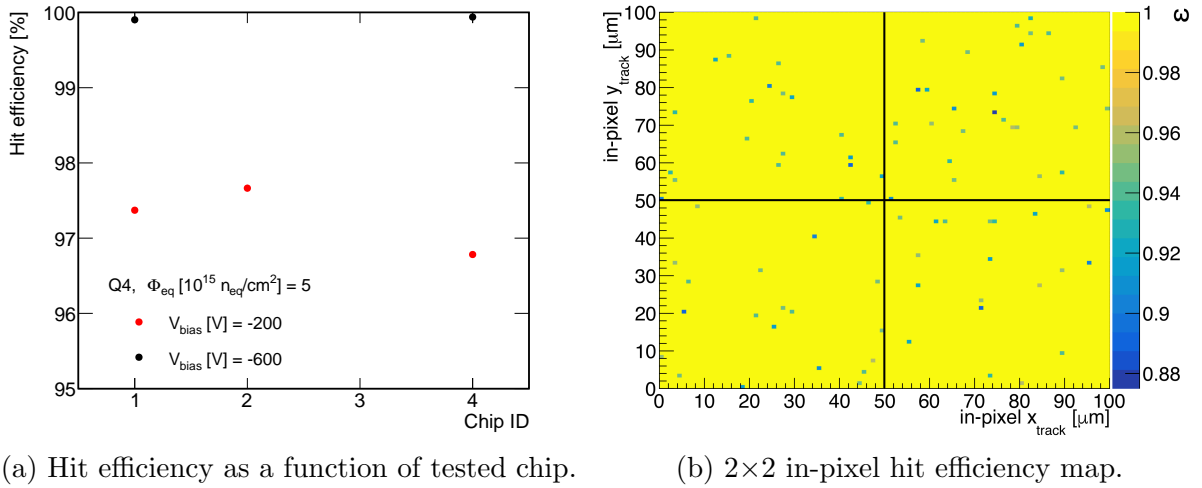 Hit efficiency [%]
100
99
98
97
96
95
1 2 3 4
Chip ID
Q4, Φeq [10^15 neq/cm^2] = 5
Vbias [V] = -200
Vbias [V] = -600
in-pixel ytrack [μm]
100
90
80
70
60
50
40
30
20
10
0
0 10 20 30 40 50 60 70 80 90 100
in-pixel xtrack [μm]
1
0.98
0.96
0.94
0.92
0.9
0.88
ε
(a) Hit efficiency as a function of tested chip.
(b) 2×2 in-pixel hit efficiency map.